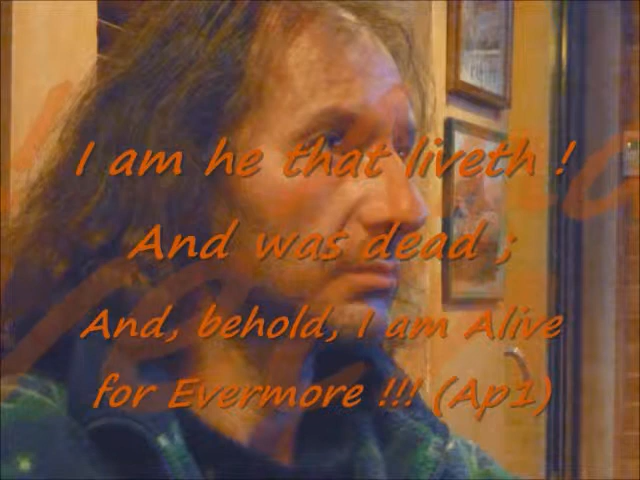 I am he that liveth !
And was dead ;
And, behold, I am Alive
for Evermore !!! (Ap1)